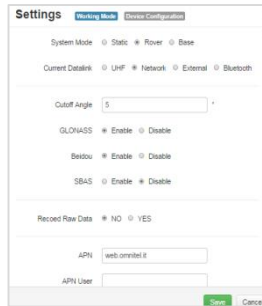 Settings Working Mode Device Configuration
System Mode Static Rover Base
Current Datalink UHF Network External Bluetooth
Cutoff Angle 5 *
GLONASS Enable Disable
Beidou Enable Disable
SBAS Enable Disable
Recoed Raw Data NO YES
APN web.omnitel.it
APN User
Save Cance